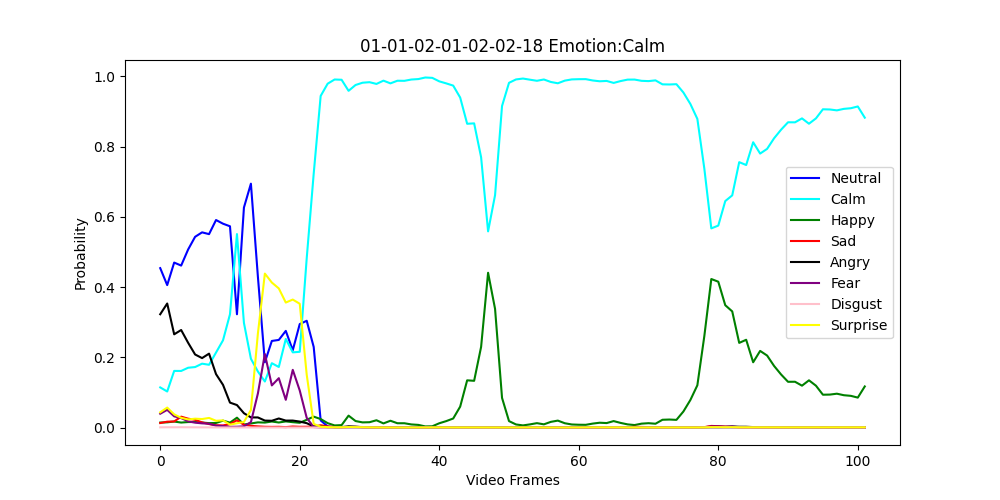 01-01-02-01-02-02-18 Emotion:Calm
Probability
1.0
0.8
0.6
0.4
0.2
0.0
Neutral
Calm
Happy
Sad
Angry
Fear
Disgust
Surprise
0 20 40 60 80 100
Video Frames